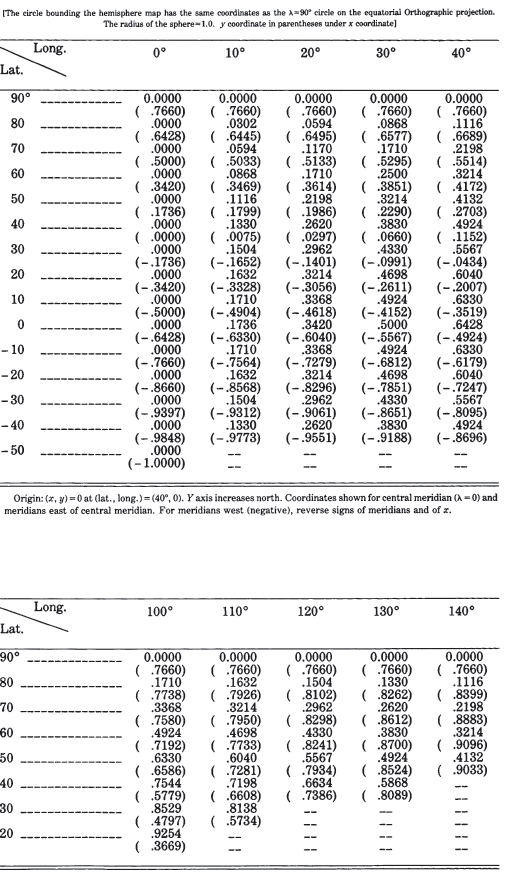 [The circle bounding the hemisphere map has the same coordinates as the λ=90° circle on the equatorial Orthographic projection.
The radius of the sphere=1.0. y coordinate in parentheses under x coordinate]
Long. 0° 10° 20° 30° 40°
Lat.
90° ------------ 0.0000 0.0000 0.0000 0.0000 0.0000
( .7660) ( .7660) ( .7660) ( .7660) ( .7660)
80 ------------ .0000 0.0302 .0594 .0868 .1116
( .6428) ( .6445) ( .6495) ( .6577) ( .6689)
70 ------------ .0000 .0594 .1170 .1710 .2198
( .5000) ( .5033) ( .5133) ( .5295) ( .5514)
60 ------------ .0000 .0868 .1710 .2500 .3214
( .3420) ( .3469) ( .3614) ( .3851) ( .4172)
50 ------------ .0000 .1116 .2198 .3214 .4132
( .1736) ( .1799) ( .1986) ( .2290) ( .2703)
40 ------------ .0000 .1330 .2620 .3830 .4924
( .0000) ( .0075) ( .0297) ( .0660) ( .1152)
30 ------------ .0000 .1504 .2962 .4330 .5567
(-.1736) (-.1652) (-.1401) (-.0991) (-.0434)
20 ------------ .0000 .1632 .3214 .4698 .6040
(-.3420) (-.3328) (-.3056) (-.2611) (-.2007)
10 ------------ .0000 .1710 .3368 .4924 .6330
(-.5000) (-.4904) (-.4618) (-.4152) (-.3519)
0 ------------ .0000 .1736 .3420 .5000 .6428
(-.6428) (-.6330) (-.6040) (-.5567) (-.4924)
-10 ------------ .0000 .1710 .3368 .4924 .6330
(-.7660) (-.7564) (-.7279) (-.6812) (-.6179)
-20 ------------ .0000 .1632 .3214 .4698 .6040
(-.8660) (-.8568) (-.8296) (-.7851) (-.7247)
-30 ------------ .0000 .1504 .2962 .4330 .5567
(-.9397) (-.9312) (-.9061) (-.8651) (-.8095)
-40 ------------ .0000 .1330 .2620 .3830 .4924
(-.9848) (-.9773) (-.9551) (-.9188) (-.8696)
-50 ------------ .0000 -- -- -- --
(-1.0000) -- -- -- --
Origin: (x, y)=0 at (lat., long.)=(40°, 0). Y axis increases north. Coordinates shown for central meridian (λ=0) and
meridians east of central meridian. For meridians west (negative), reverse signs of meridians and of x.
Long. 100° 110° 120° 130° 140°
Lat.
90° ------------ 0.0000 0.0000 0.0000 0.0000 0.0000
( .7660) ( .7660) ( .7660) ( .7660) ( .7660)
80 ------------ .1710 .1632 .1504 .1330 .1116
( .7738) ( .7926) ( .8102) ( .8262) ( .8399)
70 ------------ .3368 .3214 .2962 .2620 .2198
( .7580) ( .7950) ( .8298) ( .8612) ( .8883)
60 ------------ .4924 .4698 .4330 .3830 .3214
( .7192) ( .7733) ( .8241) ( .8700) ( .9096)
50 ------------ .6330 .6040 .5567 .4924 .4132
( .6586) ( .7281) ( .7934) ( .8524) ( .9033)
40 ------------ .7544 .7198 .6634 .5868 --
( .5779) ( .6608) ( .7386) ( .8089) --
30 ------------ .8529 .8138 -- -- --
( .4797) ( .5734) -- -- --
20 ------------ .9254 -- -- -- --
( .3669) -- -- -- --